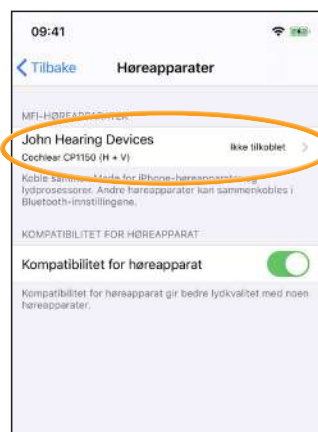 09:41
Tilbake
Høreapparater
MFI-HØREAPPARATER
John Hearing Devices
Cochlear CP1150 (H + V)
Ikke tilkoblet
Koble sammen Made for iPhone-høreapparater og
lydprosessorer. Andre høreapparater kan sammenkobles i
Bluetooth-innstillingene.
KOMPATIBILITET FOR HØREAPPARAT
Kompatibilitet for høreapparat
Kompatibilitet for høreapparat gir bedre lydkvalitet med noen
høreapparater.